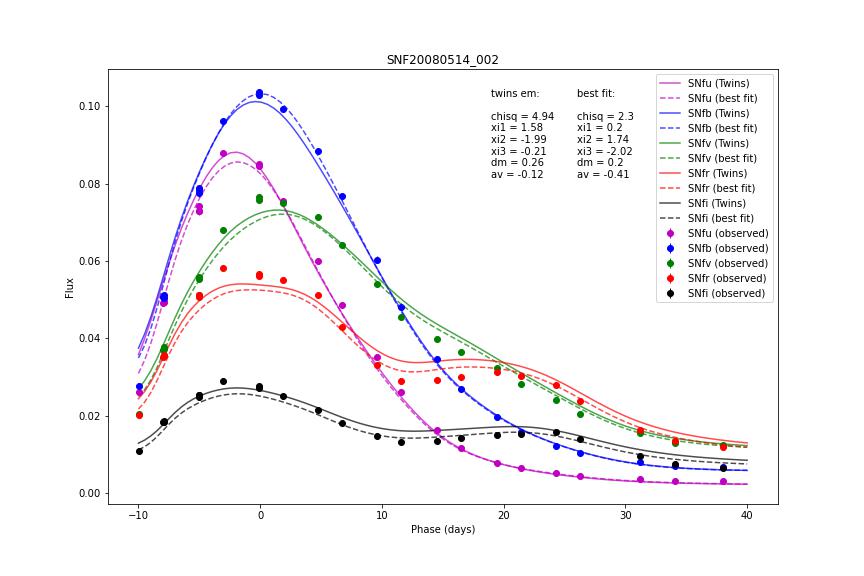 SNF20080514_002
twins em: best fit:
chisq = 4.94 chisq = 2.3
xi1 = 1.58 xi1 = 0.2
xi2 = -1.99 xi2 = 1.74
xi3 = -0.21 xi3 = -2.02
dm = 0.26 dm = 0.2
av = -0.12 av = -0.41
SNfu (Twins)
SNfu (best fit)
SNfb (Twins)
SNfb (best fit)
SNfv (Twins)
SNfv (best fit)
SNfr (Twins)
SNfr (best fit)
SNfi (Twins)
SNfi (best fit)
SNfu (observed)
SNfb (observed)
SNfv (observed)
SNfr (observed)
SNfi (observed)
0.10
0.08
0.06
0.04
0.02
0.00
Flux
−10 0 10 20 30 40
Phase (days)